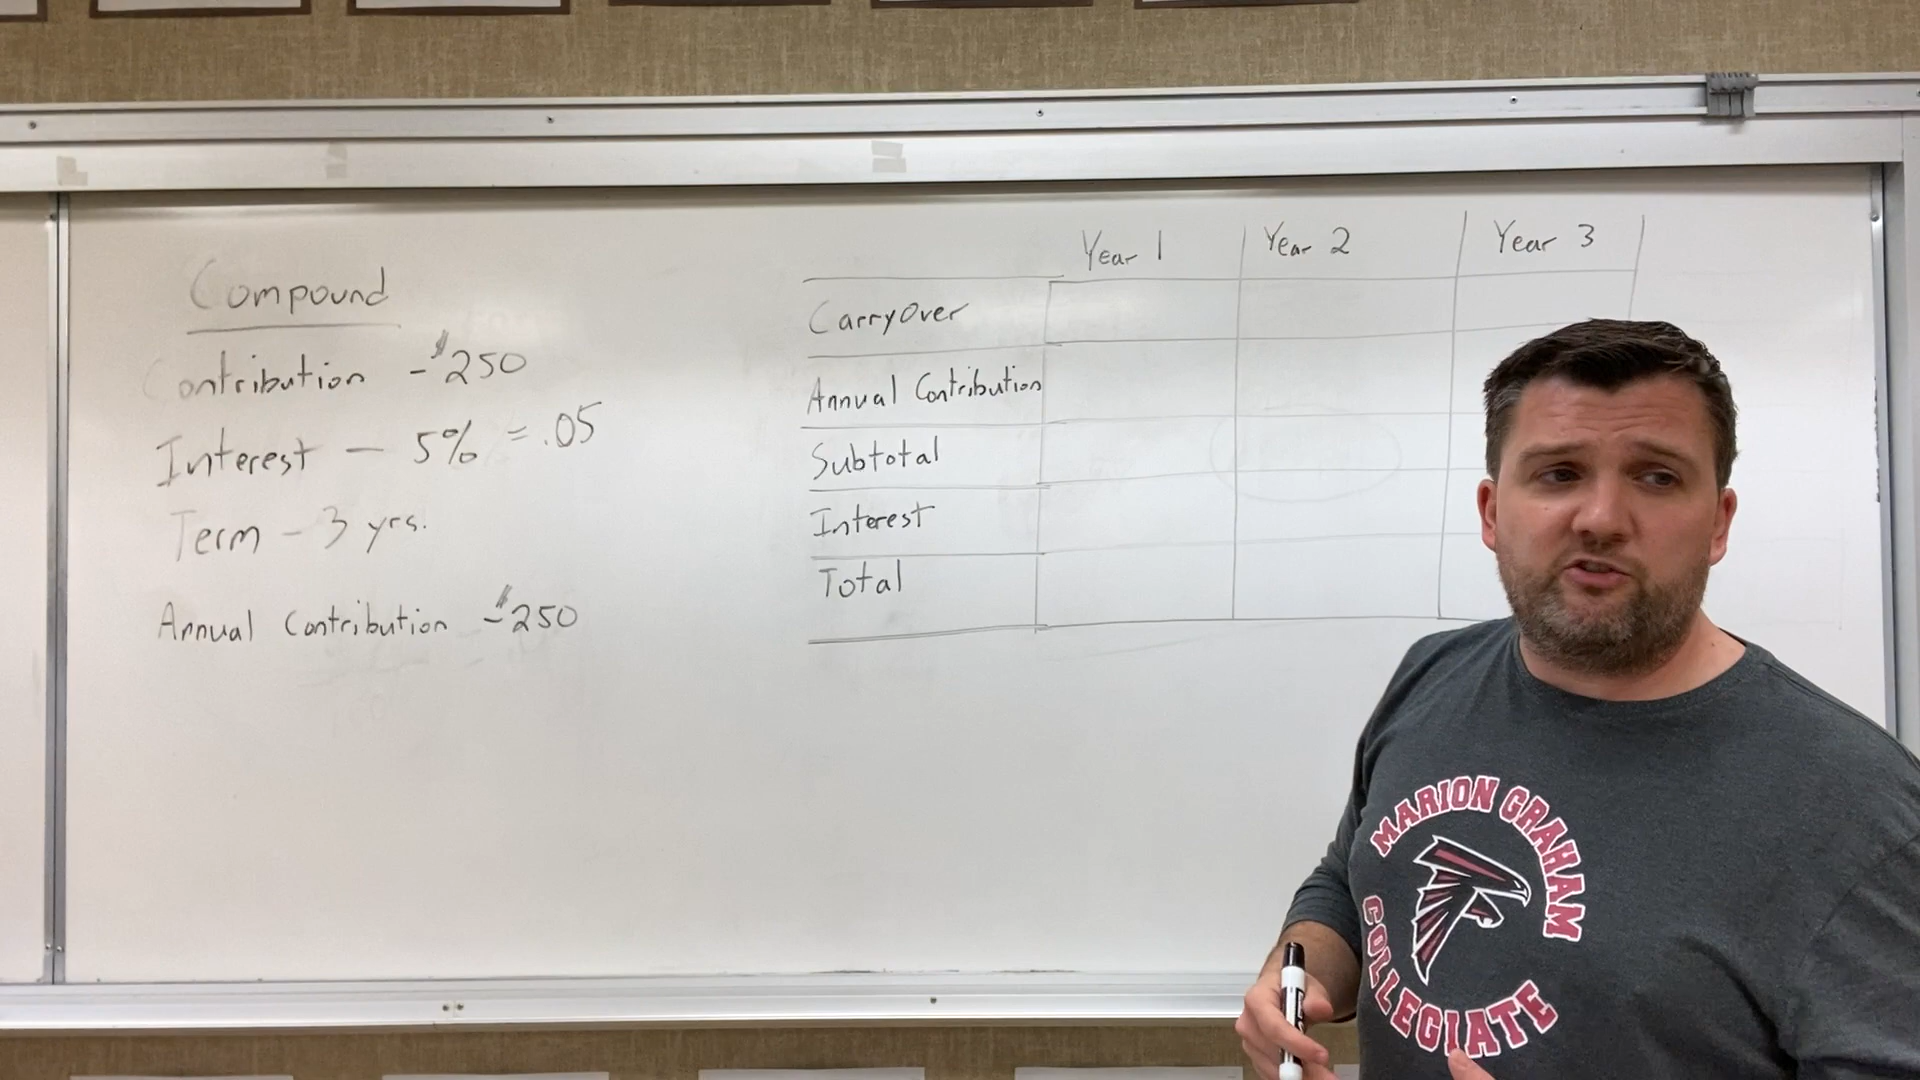 Compound
Contribution - $250
Interest - 5% = .05
Term - 3 yrs.
Annual Contribution - $250
Year 1 Year 2 Year 3
CarryOver
Annual Contribution
Subtotal
Interest
Total
MARION GRAHAM
COLLEGIATE